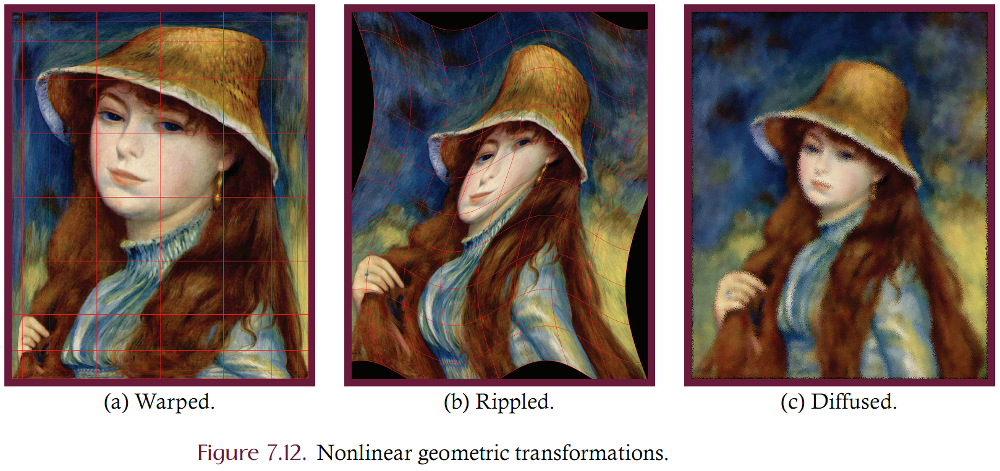 (a) Warped.
(b) Rippled.
(c) Diffused.
Figure 7.12. Nonlinear geometric transformations.